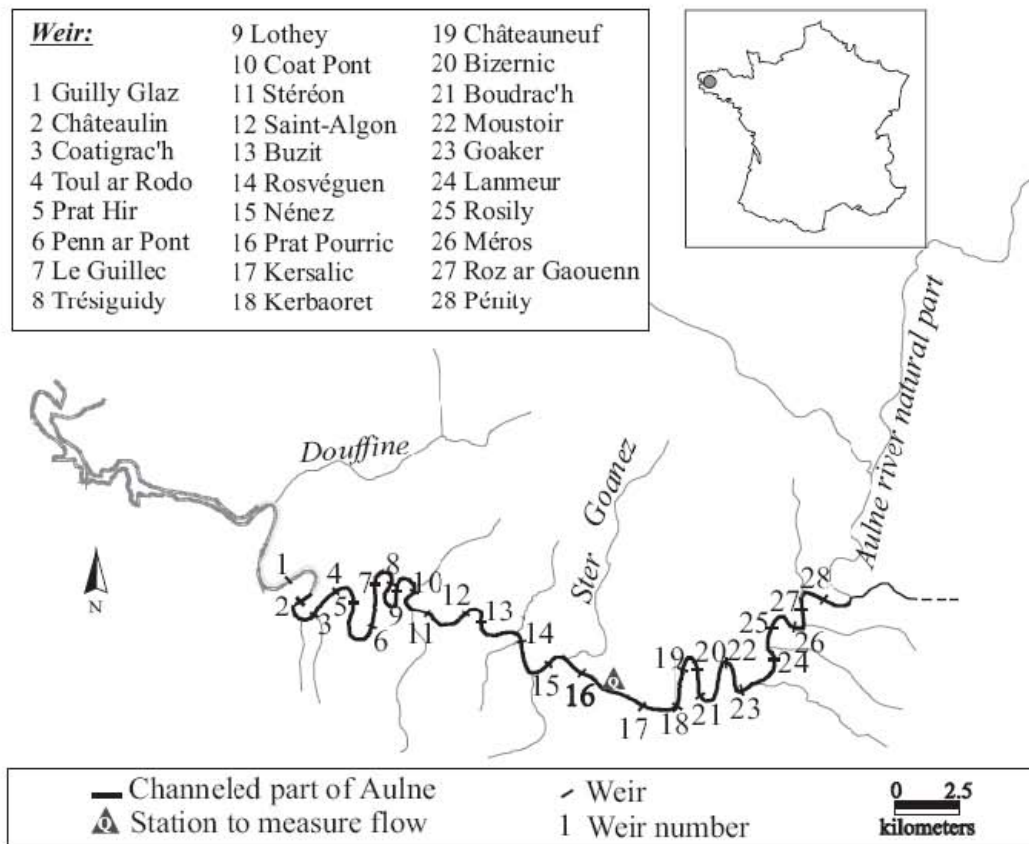 Weir:
1 Guilly Glaz
2 Châteaulin
3 Coatigrac'h
4 Toul ar Rodo
5 Prat Hir
6 Penn ar Pont
7 Le Guillec
8 Trésiguidy
9 Lothey
10 Coat Pont
11 Stéréon
12 Saint-Algon
13 Buzit
14 Rosvéguen
15 Nénez
16 Prat Pourric
17 Kersalic
18 Kerbaoret
19 Châteauneuf
20 Bizernic
21 Boudrac'h
22 Moustoir
23 Goaker
24 Lanmeur
25 Rosily
26 Méros
27 Roz ar Gaouenn
28 Pénity
Aulne river natural part
Douffine
Ster Goanez
N
1
2
3
4
5
6
7
8
9
10
11
12
13
14
15
16
Q
17
18
19
20
21
22
23
24
25
26
27
28
Channeled part of Aulne
Q Station to measure flow
Weir
1 Weir number
0 2.5
kilometers